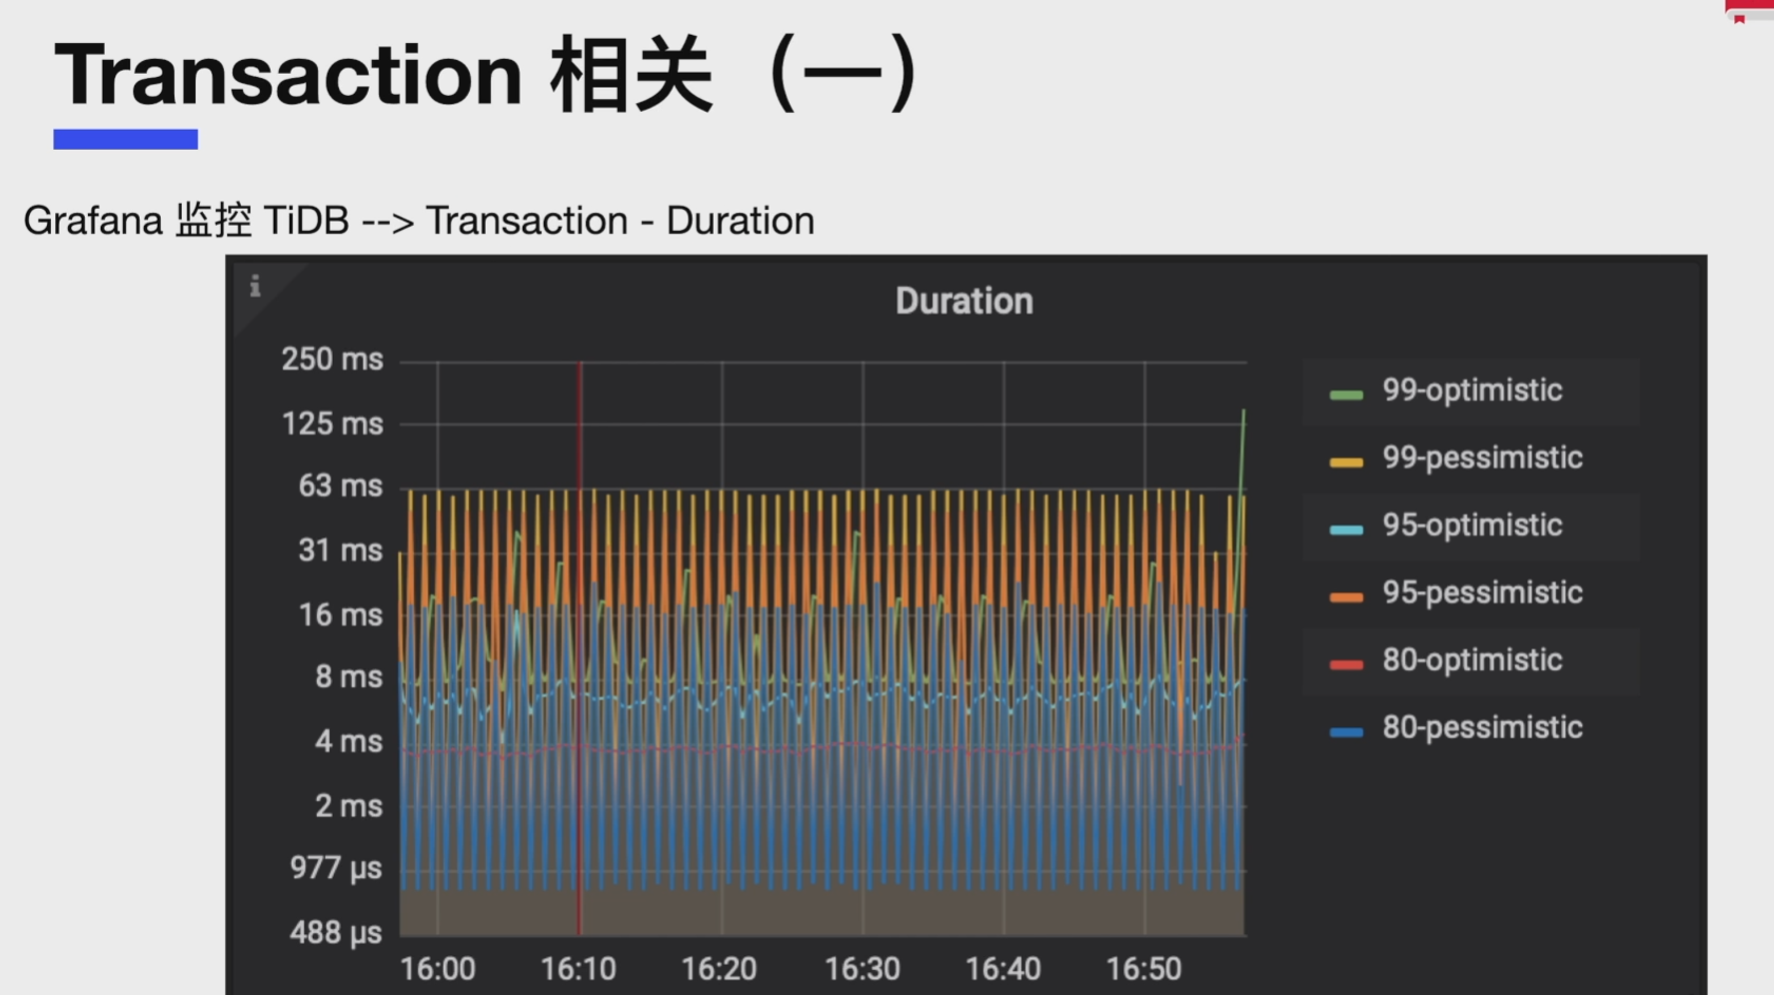 Transaction 相关（一）
Grafana 监控 TiDB --> Transaction - Duration
i
Duration
250 ms
125 ms
63 ms
31 ms
16 ms
8 ms
4 ms
2 ms
977 µs
488 µs
16:00 16:10 16:20 16:30 16:40 16:50
99-optimistic
99-pessimistic
95-optimistic
95-pessimistic
80-optimistic
80-pessimistic